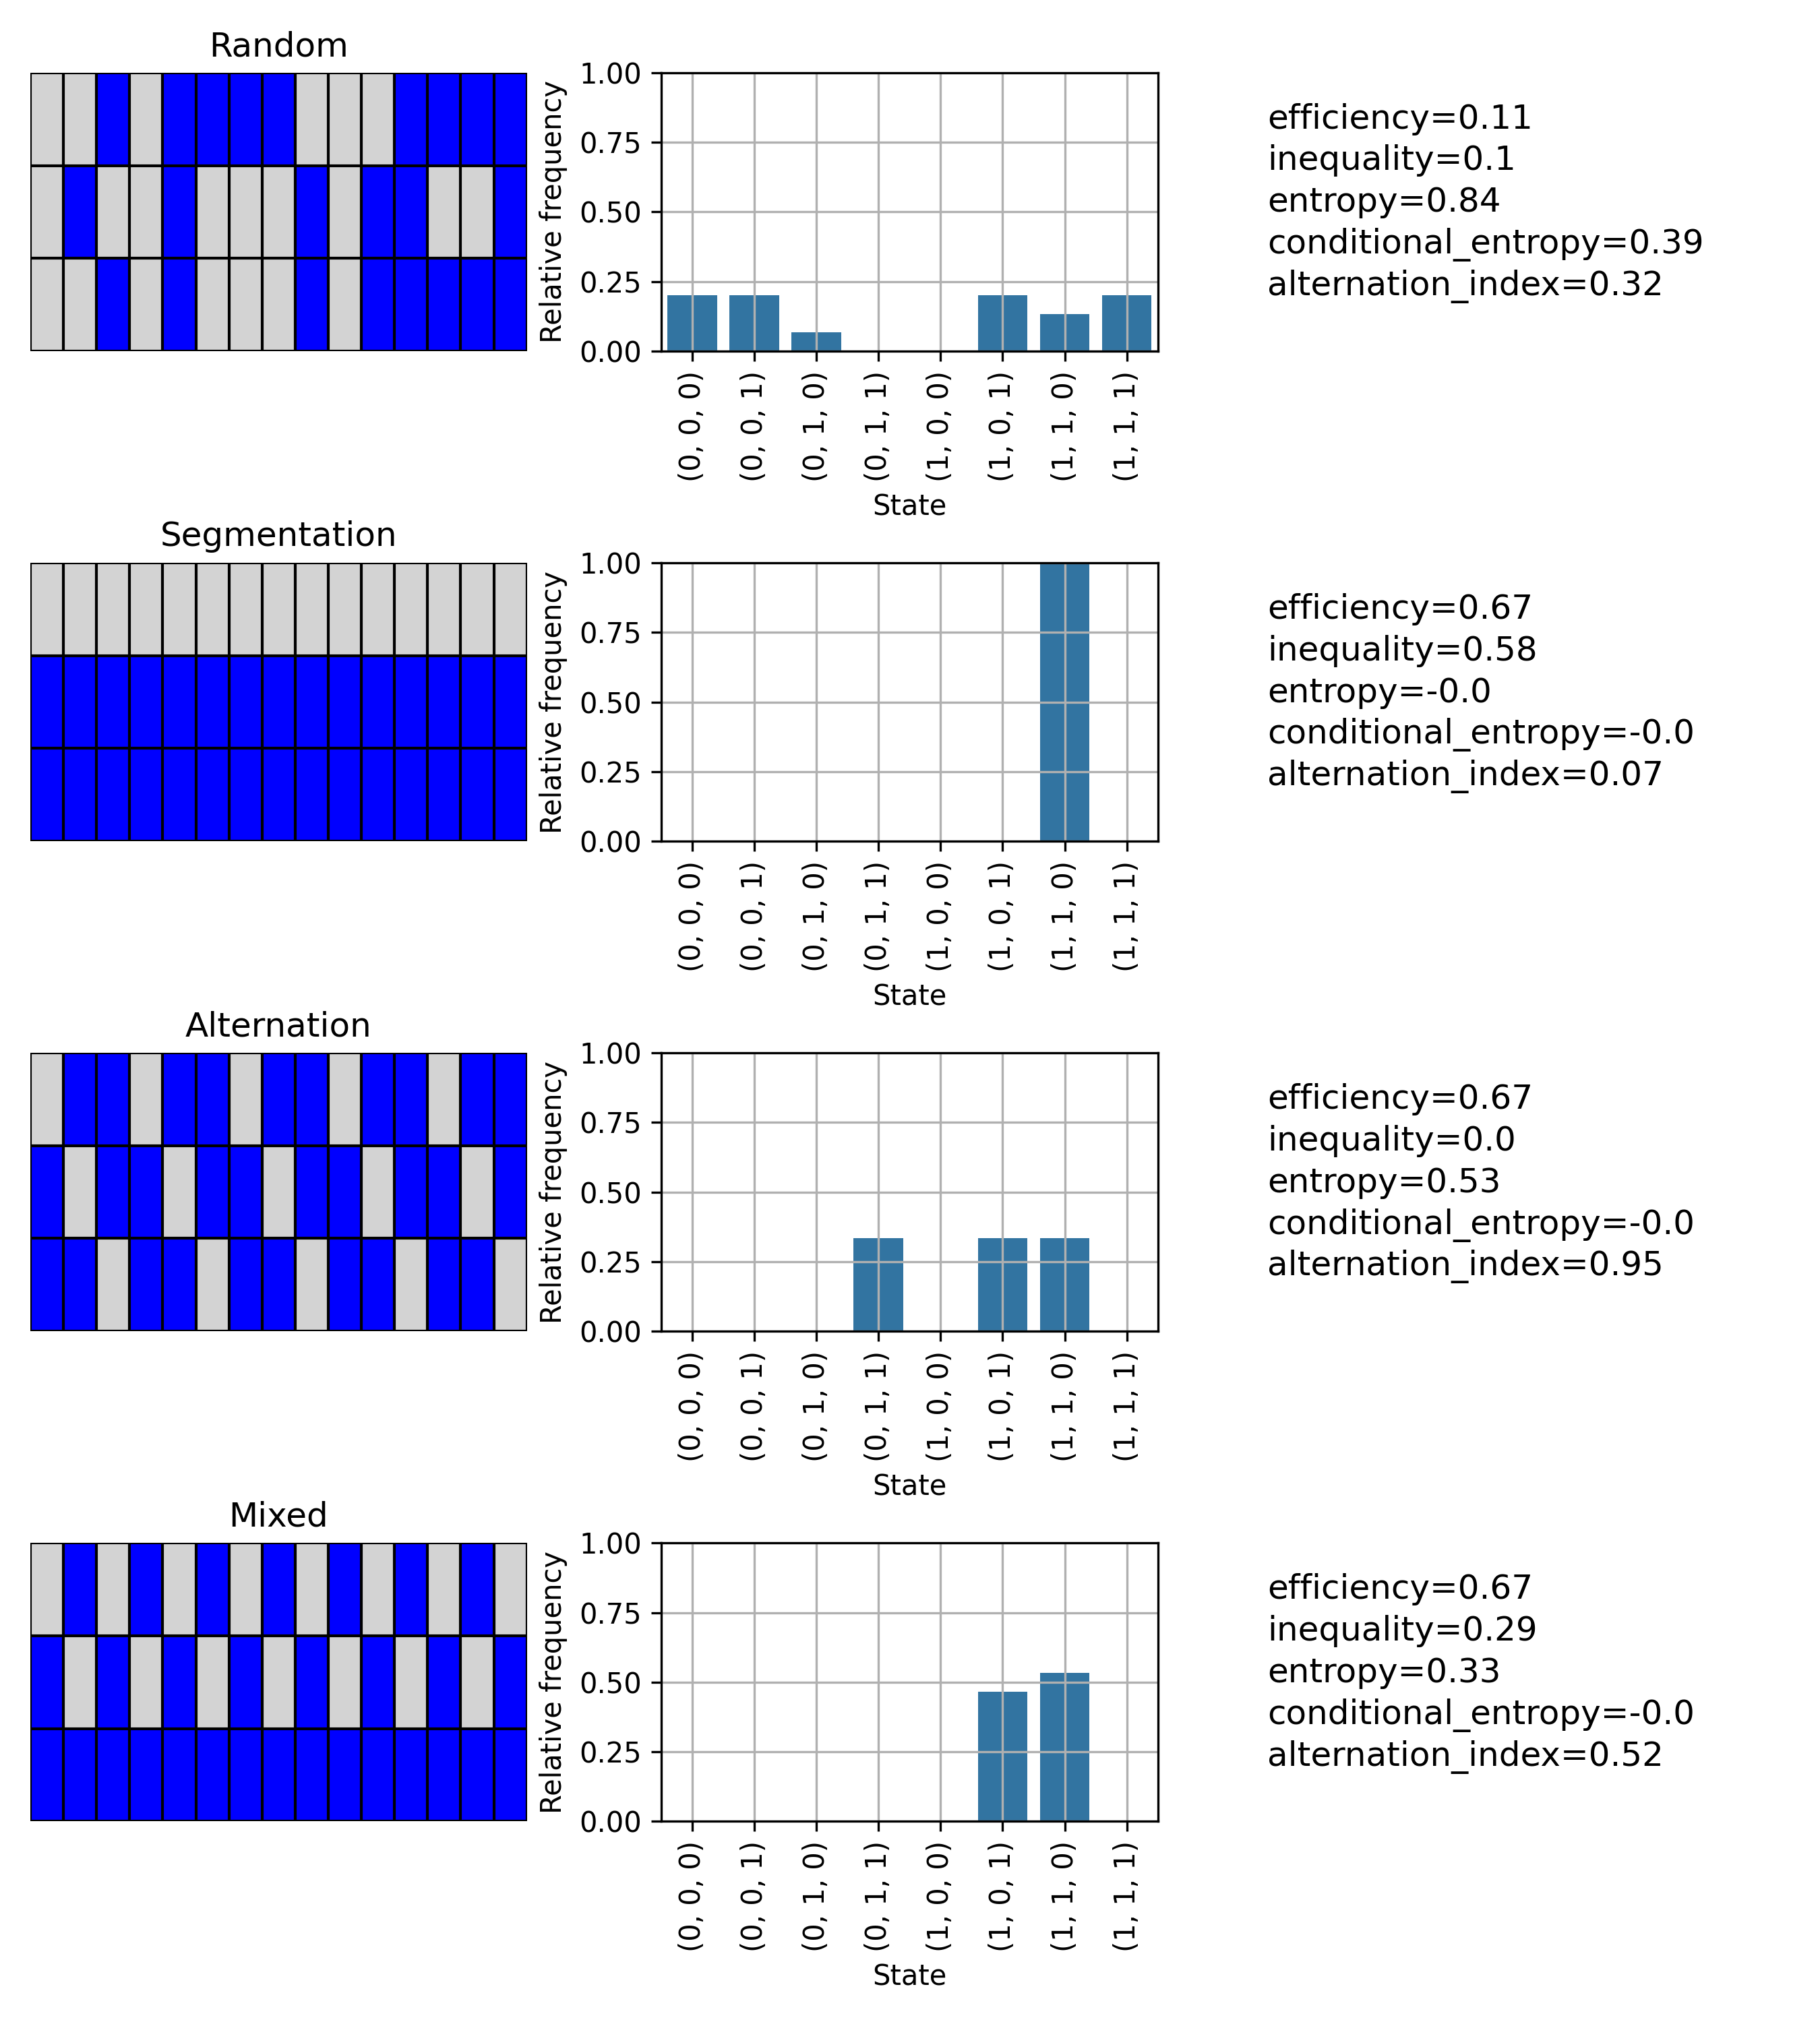 Random
Relative frequency
1.00
0.75
0.50
0.25
0.00
(0, 0, 0)
(0, 0, 1)
(0, 1, 0)
(0, 1, 1)
(1, 0, 0)
(1, 0, 1)
(1, 1, 0)
(1, 1, 1)
State
efficiency=0.11
inequality=0.1
entropy=0.84
conditional_entropy=0.39
alternation_index=0.32
Segmentation
Relative frequency
1.00
0.75
0.50
0.25
0.00
(0, 0, 0)
(0, 0, 1)
(0, 1, 0)
(0, 1, 1)
(1, 0, 0)
(1, 0, 1)
(1, 1, 0)
(1, 1, 1)
State
efficiency=0.67
inequality=0.58
entropy=-0.0
conditional_entropy=-0.0
alternation_index=0.07
Alternation
Relative frequency
1.00
0.75
0.50
0.25
0.00
(0, 0, 0)
(0, 0, 1)
(0, 1, 0)
(0, 1, 1)
(1, 0, 0)
(1, 0, 1)
(1, 1, 0)
(1, 1, 1)
State
efficiency=0.67
inequality=0.0
entropy=0.53
conditional_entropy=-0.0
alternation_index=0.95
Mixed
Relative frequency
1.00
0.75
0.50
0.25
0.00
(0, 0, 0)
(0, 0, 1)
(0, 1, 0)
(0, 1, 1)
(1, 0, 0)
(1, 0, 1)
(1, 1, 0)
(1, 1, 1)
State
efficiency=0.67
inequality=0.29
entropy=0.33
conditional_entropy=-0.0
alternation_index=0.52